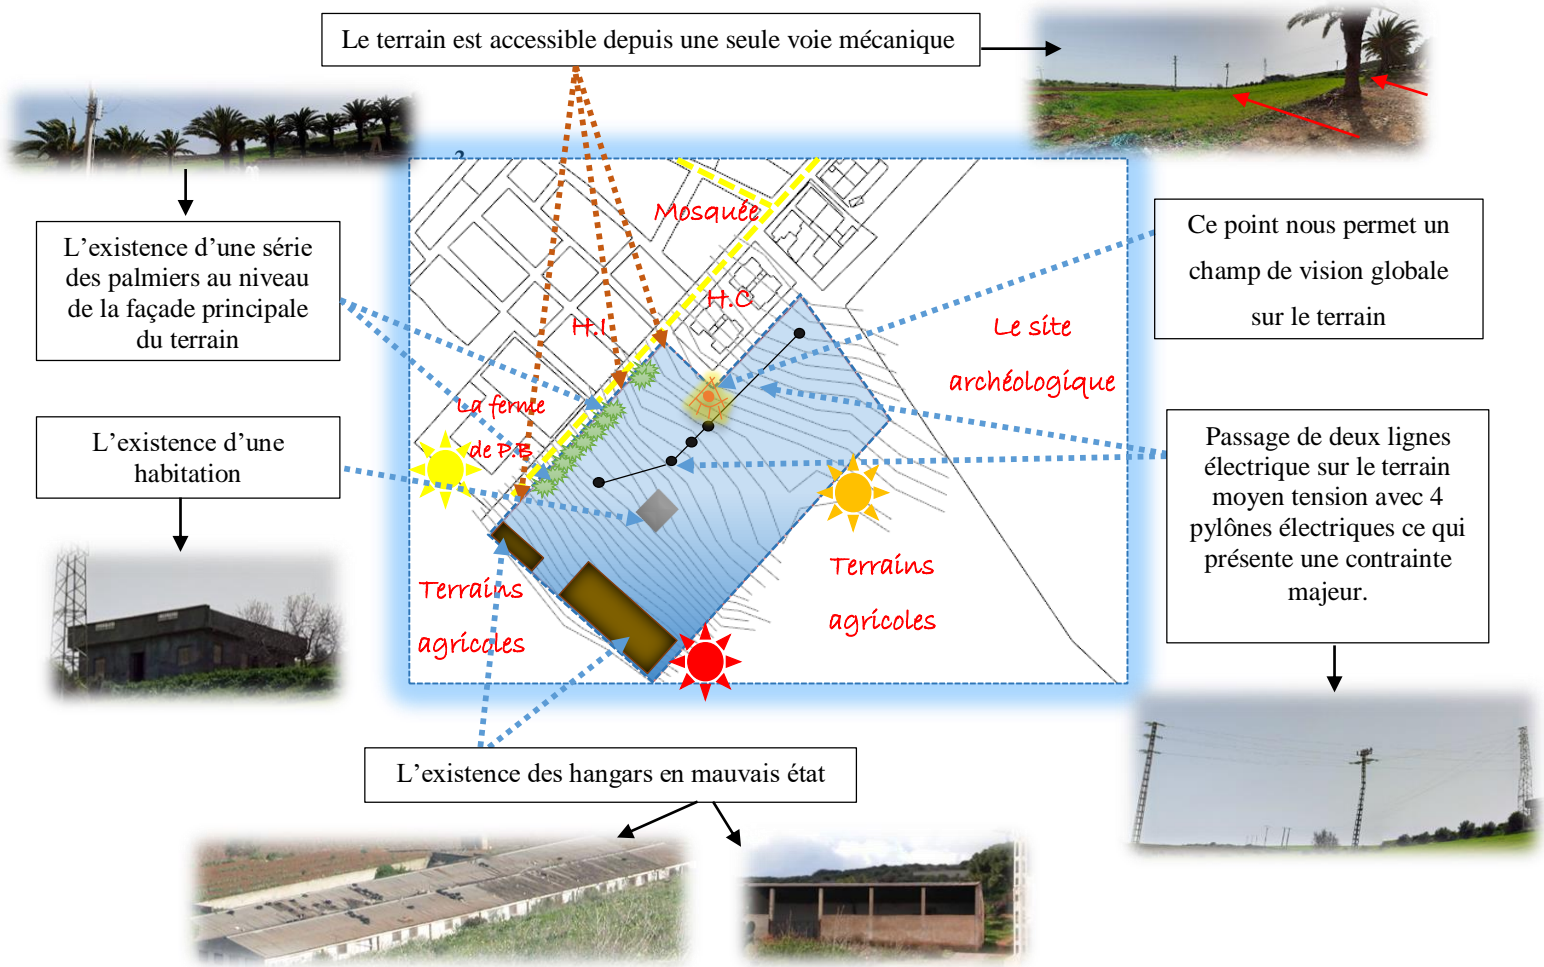 Le terrain est accessible depuis une seule voie mécanique
L’existence d’une série
des palmiers au niveau
de la façade principale
du terrain
L’existence d’une
habitation
Mosquée
H.C
H.I
La ferme
de P.B
Le site
archéologique
Terrains
agricoles
Terrains
agricoles
Ce point nous permet un
champ de vision globale
sur le terrain
Passage de deux lignes
électrique sur le terrain
moyen tension avec 4
pylônes électriques ce qui
présente une contrainte
majeur.
L’existence des hangars en mauvais état